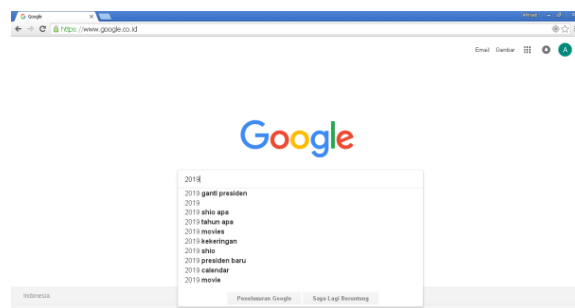 Google
Ahmad
https://www.google.co.id
Email Gambar
A
Google
2019
2019 ganti presiden
2019
2019 shio apa
2019 tahun apa
2019 movies
2019 kekeringan
2019 shio
2019 presiden baru
2019 calendar
2019 movie
Indonesia
Penelusuran Google Saya Lagi Beruntung